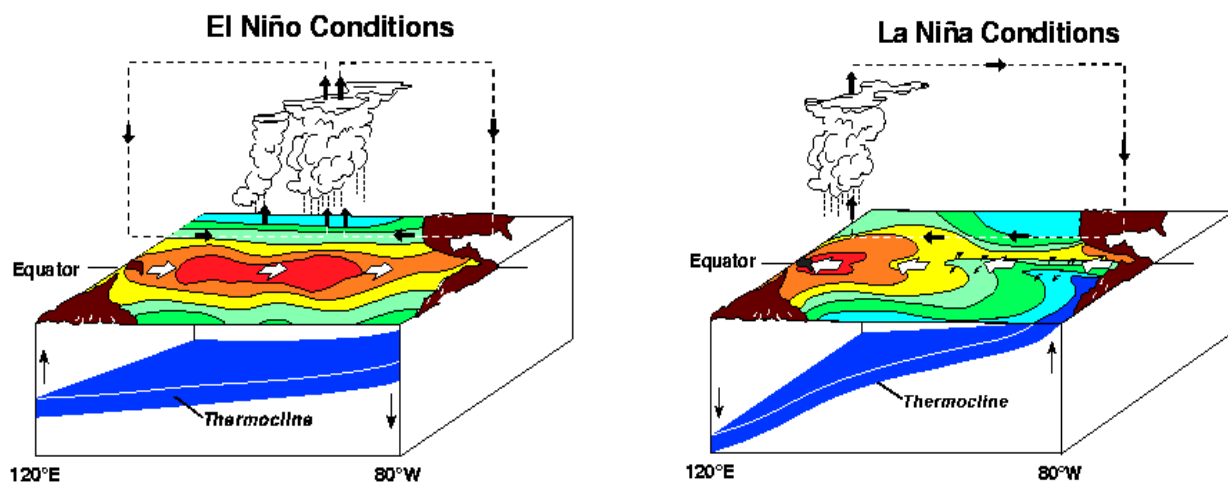 El Niño Conditions
Equator
Thermocline
120°E
80°W
La Niña Conditions
Equator
Thermocline
120°E
80°W